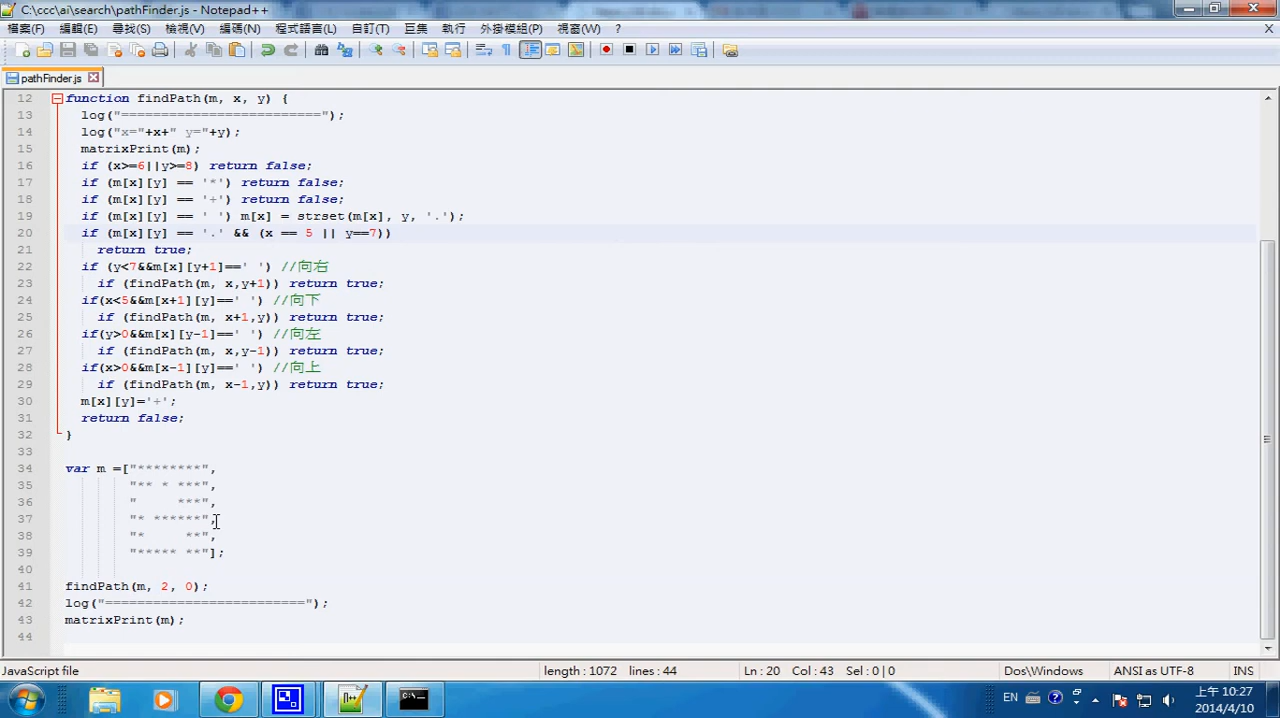 C:\ccc\ai\search\pathFinder.js - Notepad++
檔案(F) 編輯(E) 尋找(S) 檢視(V) 編碼(N) 程式語言(L) 自訂(T) 巨集 執行 外掛模組(P) 視窗(W) ? X
pathFinder.js
12 function findPath(m, x, y) {
13 log("=========================");
14 log("x="+x+" y="+y);
15 matrixPrint(m);
16 if (x>=6||y>=8) return false;
17 if (m[x][y] == '*') return false;
18 if (m[x][y] == '+') return false;
19 if (m[x][y] == ' ') m[x] = strset(m[x], y, '.');
20 if (m[x][y] == '.' && (x == 5 || y==7))
21 return true;
22 if (y<7&&m[x][y+1]==' ') //向右
23 if (findPath(m, x,y+1)) return true;
24 if(x<5&&m[x+1][y]==' ') //向下
25 if (findPath(m, x+1,y)) return true;
26 if(y>0&&m[x][y-1]==' ') //向左
27 if (findPath(m, x,y-1)) return true;
28 if(x>0&&m[x-1][y]==' ') //向上
29 if (findPath(m, x-1,y)) return true;
30 m[x][y]='+';
31 return false;
32 }
33
34 var m =["********",
35 "** * ***",
36 "     ***",
37 "* ******",
38 "*     **",
39 "***** **"];
40
41 findPath(m, 2, 0);
42 log("=========================");
43 matrixPrint(m);
44
JavaScript file length : 1072 lines : 44 Ln : 20 Col : 43 Sel : 0 | 0 Dos\Windows ANSI as UTF-8 INS
EN 上午 10:27
2014/4/10